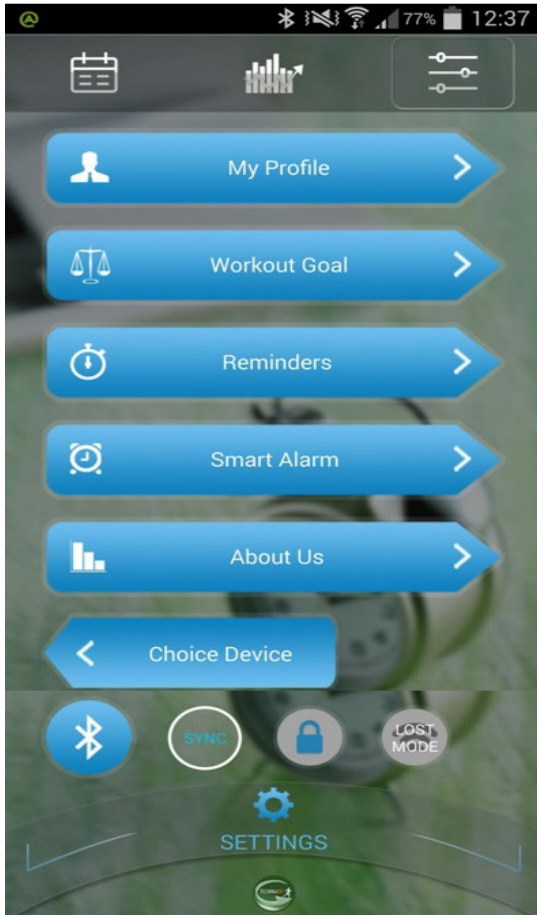 77% 12:37
My Profile
Workout Goal
Reminders
Smart Alarm
About Us
Choice Device
SYNC
LOST
MODE
SETTINGS